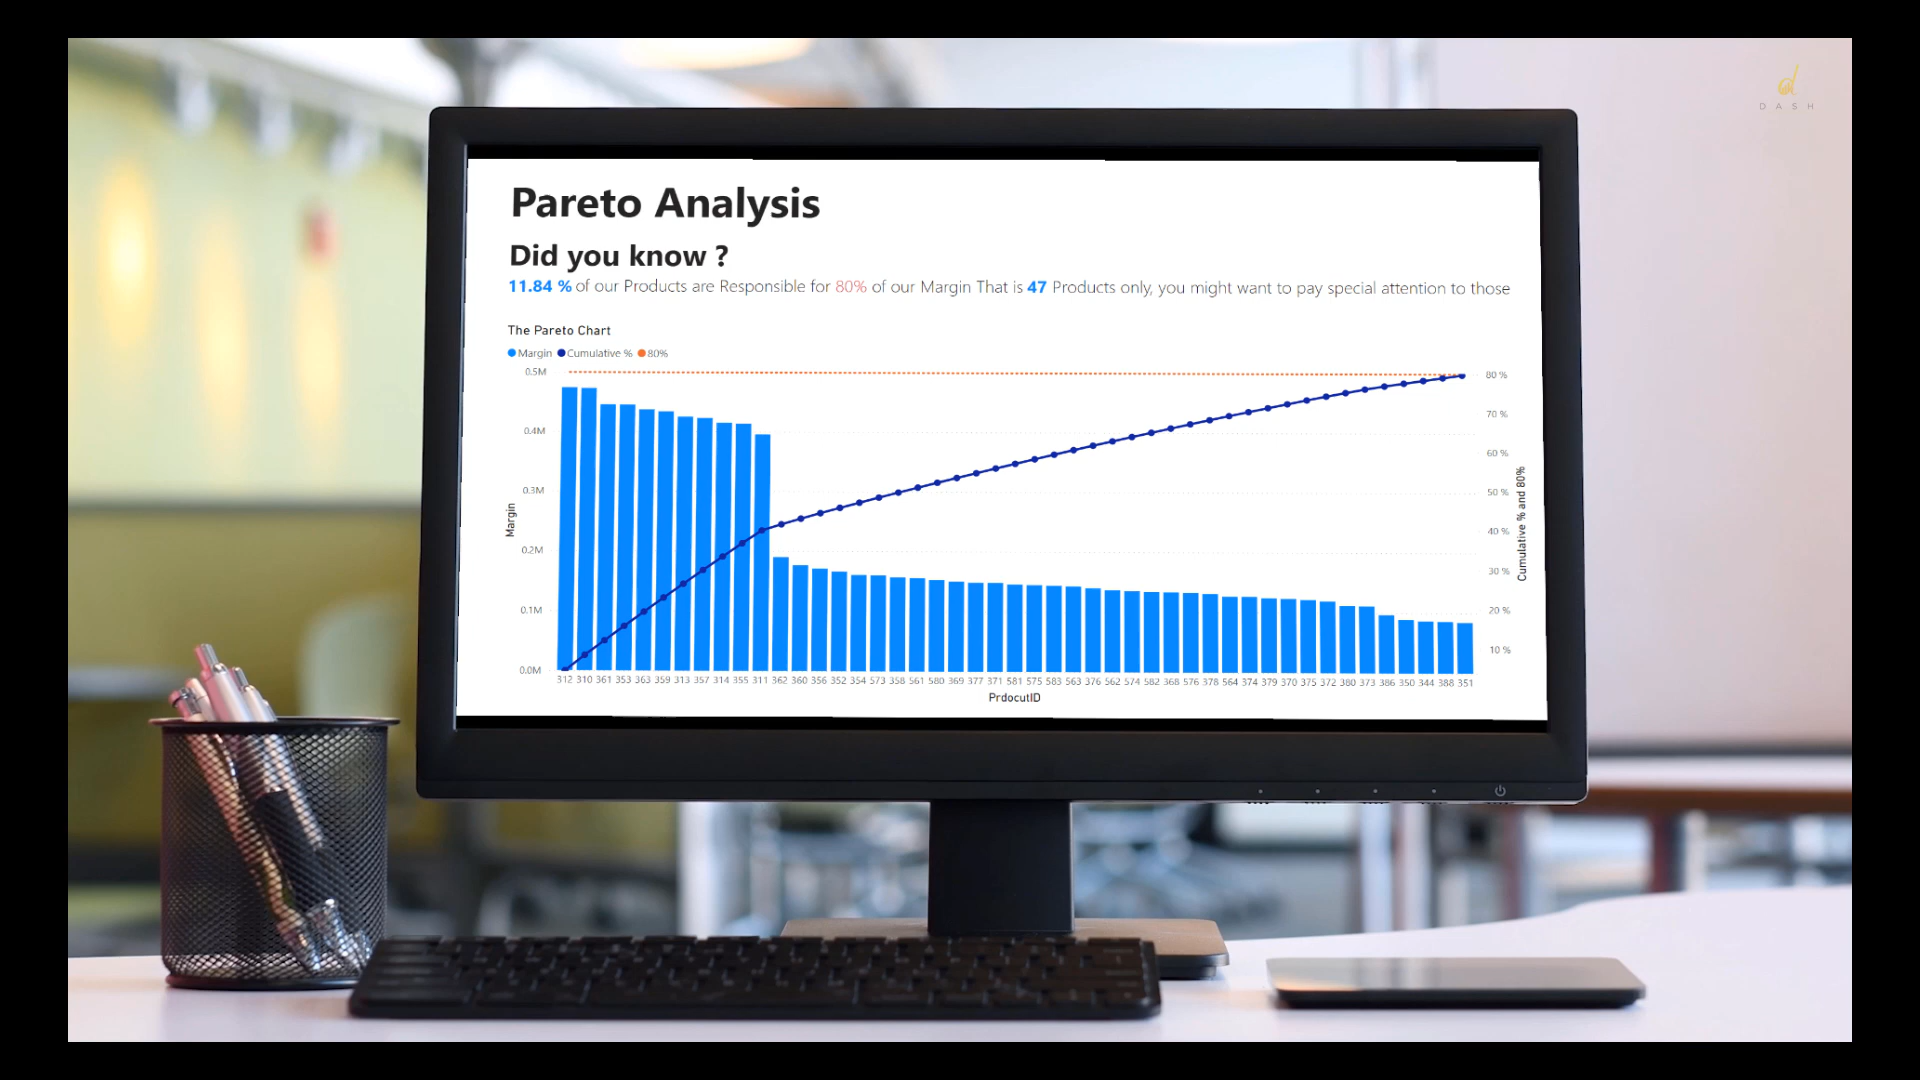 d
DASH
Pareto Analysis
Did you know ?
11.84 % of our Products are Responsible for 80% of our Margin That is 47 Products only, you might want to pay special attention to those
The Pareto Chart
Margin Cumulative % 80%
0.5M
0.4M
0.3M
0.2M
0.1M
0.0M
Margin
80 %
70 %
60 %
50 %
40 %
30 %
20 %
10 %
Cumulative % and 80%
312 310 361 353 363 359 313 357 314 355 311 362 360 356 352 354 573 358 561 580 369 377 371 581 575 583 563 376 562 574 582 368 576 378 564 374 379 370 375 372 380 373 386 350 344 388 351
PrdocutID